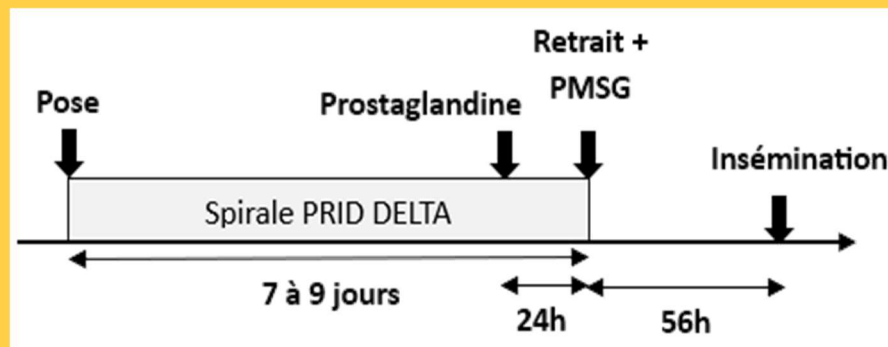 Retrait +
PMSG
Pose
Prostaglandine
Insémination
Spirale PRID DELTA
7 à 9 jours
24h
56h